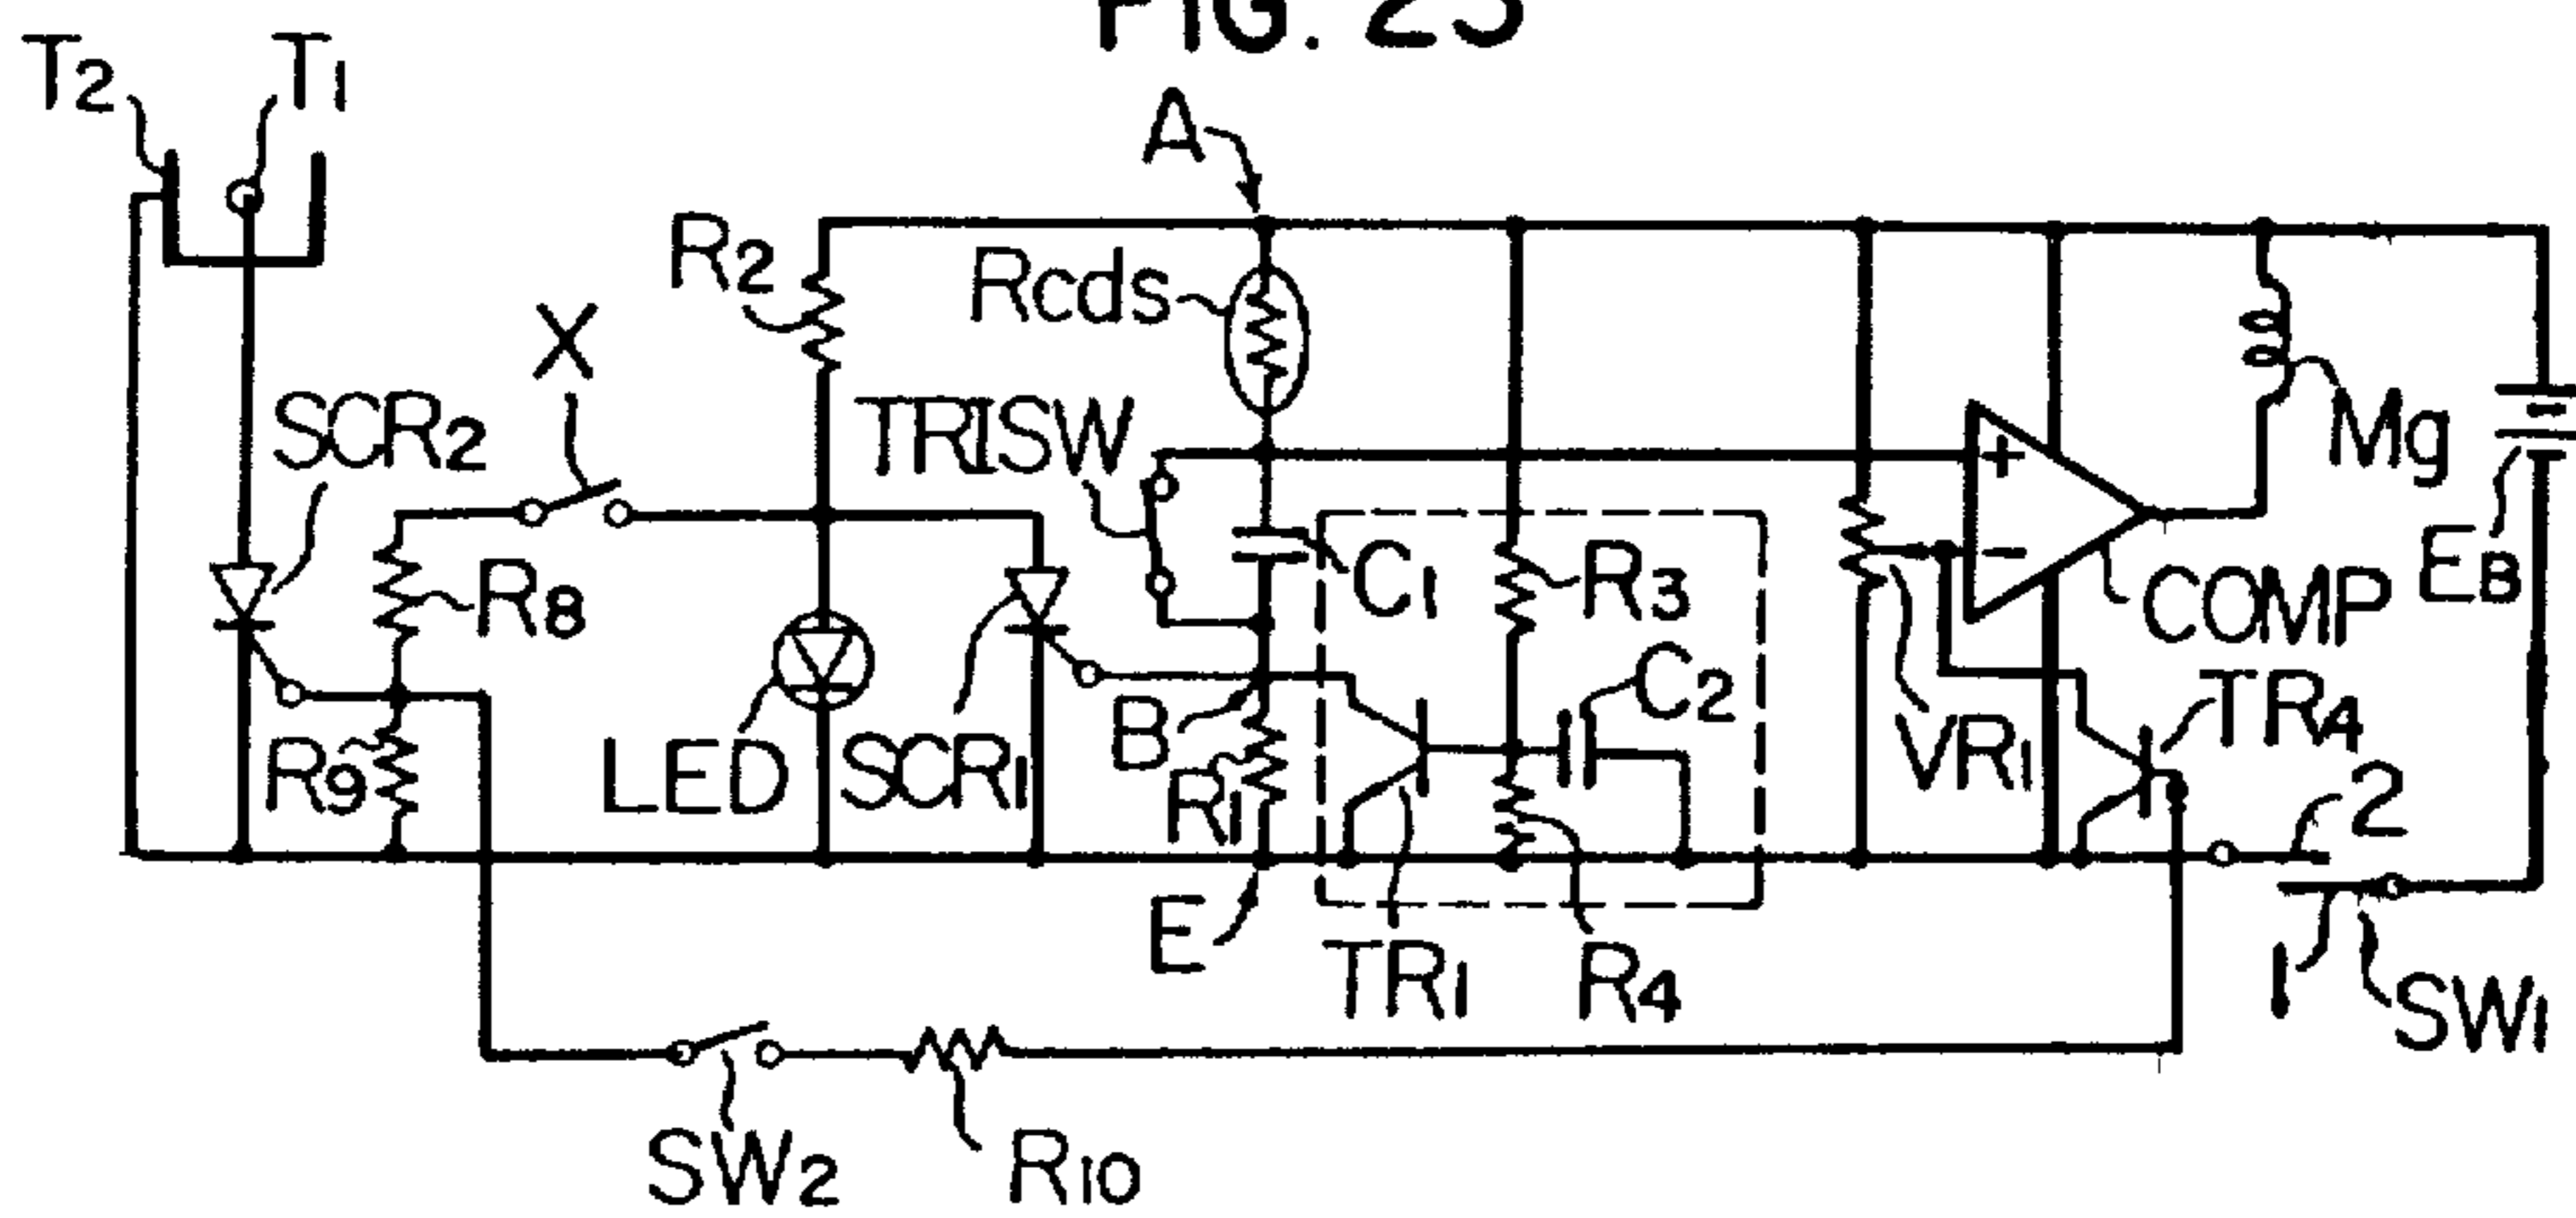 FIG. 25
T2
T1
A
R2
Rcds
X
SCR2
TRISW
Mg
R8
C1
R3
EB
COMP
C2
R9
LED
SCR1
B
R1
VR1
TR4
2
E
TR1
R4
1
SW1
SW2
R10
+
−